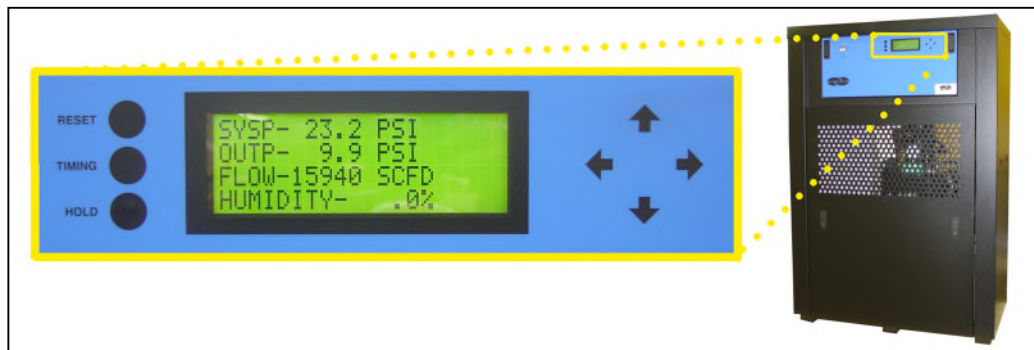 RESET
TIMING
HOLD
SYSP- 23.2 PSI
OUTP-  9.9 PSI
FLOW-15940 SCFD
HUMIDITY-   .0%